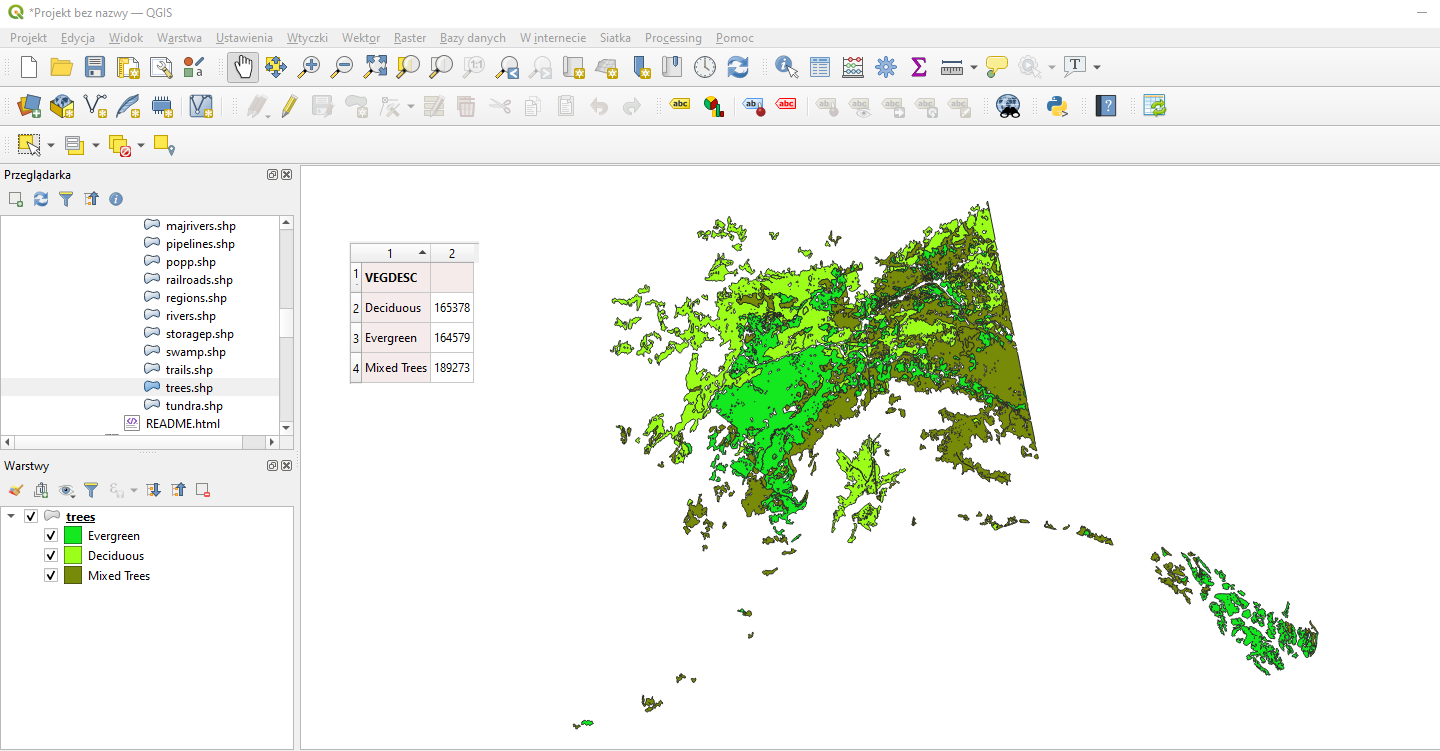 *Projekt bez nazwy — QGIS
Projekt Edycja Widok Warstwa Ustawienia Wtyczki Wektor Raster Bazy danych W internecie Siatka Processing Pomoc
Przeglądarka
majrivers.shp
pipelines.shp
popp.shp
railroads.shp
regions.shp
rivers.shp
storagep.shp
swamp.shp
trails.shp
trees.shp
tundra.shp
README.html
Warstwy
trees
Evergreen
Deciduous
Mixed Trees
1 2
1 VEGDESC
2 Deciduous 165378
3 Evergreen 164579
4 Mixed Trees 189273